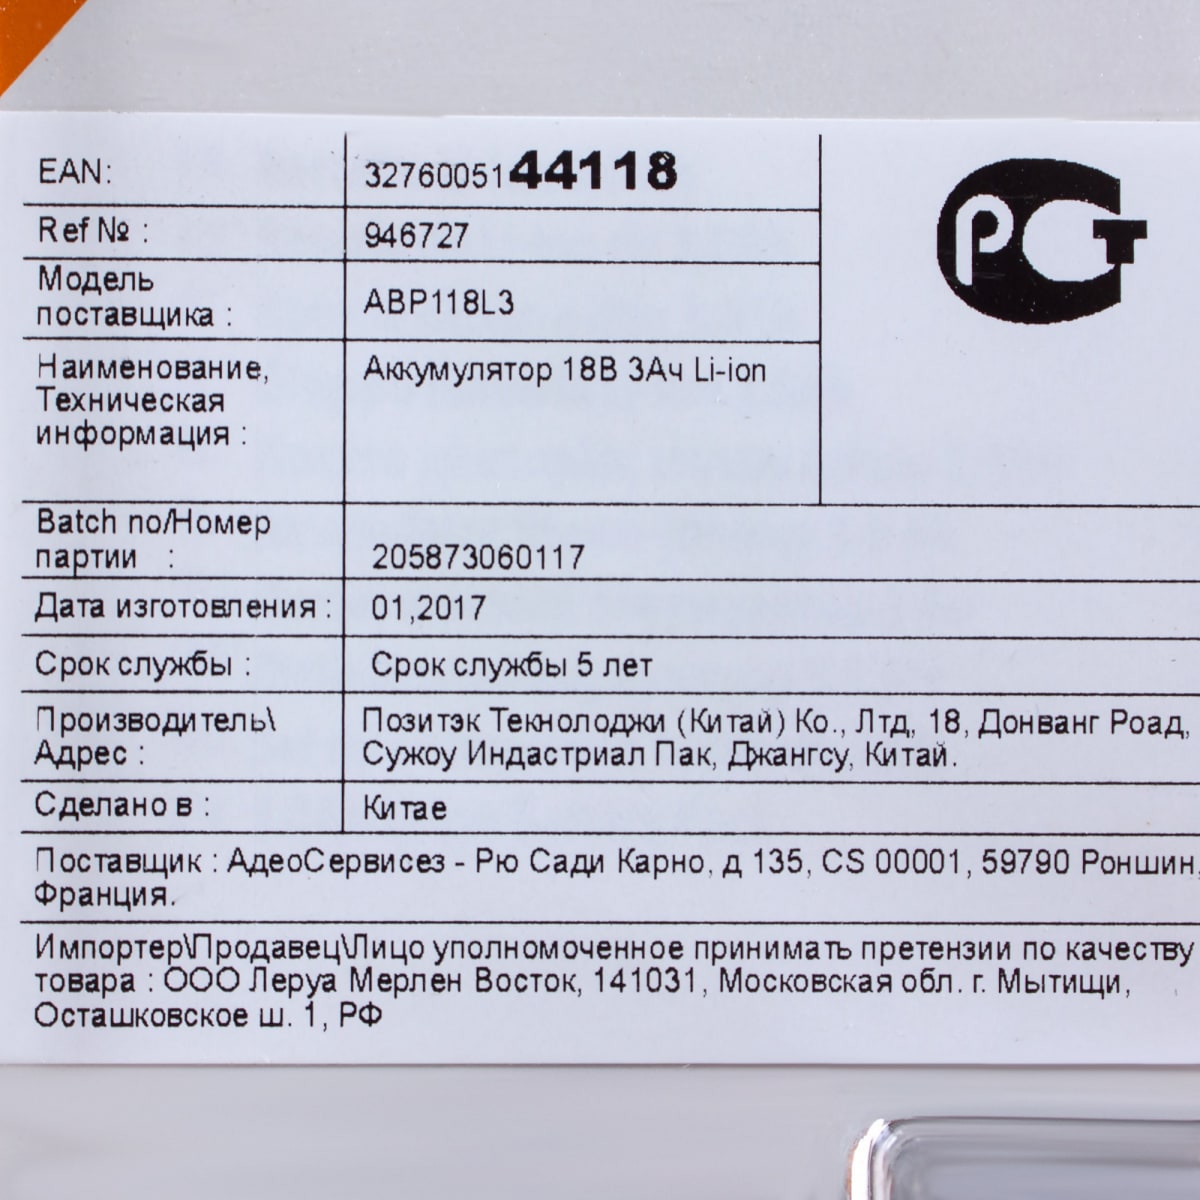 EAN: 3276005144118
Ref № : 946727
Модель
поставщика : ABP118L3
Наименование, Аккумулятор 18В 3Ач Li-ion
Техническая
информация :
Batch no/Номер
партии : 205873060117
Дата изготовления : 01,2017
Срок службы : Срок службы 5 лет
Производитель\ Позитэк Текнолоджи (Китай) Ко., Лтд, 18, Донванг Роад,
Адрес : Сужоу Индастриал Пак, Джангсу, Китай.
Сделано в : Китае
Поставщик : АдеоСервисез - Рю Сади Карно, д 135, CS 00001, 59790 Роншин,
Франция.
Импортер\Продавец\Лицо уполномоченное принимать претензии по качеству
товара : ООО Леруа Мерлен Восток, 141031, Московская обл. г. Мытищи,
Осташковское ш. 1, РФ
РСТ